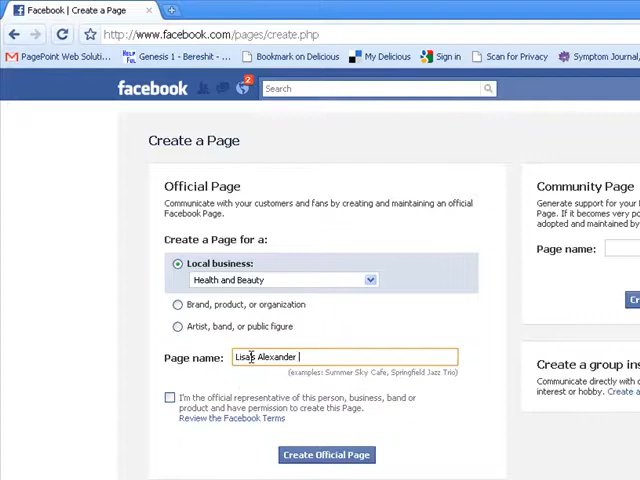 Facebook | Create a Page
http://www.facebook.com/pages/create.php
PagePoint Web Soluti... HELP FUL Genesis 1 - Bereshit - ... Bookmark on Delicious My Delicious Sign in Scan for Privacy Symptom Journal,
facebook 2 Search
Create a Page
Official Page
Communicate with your customers and fans by creating and maintaining an official
Facebook Page.
Create a Page for a:
Local business:
Health and Beauty
Brand, product, or organization
Artist, band, or public figure
Page name: Alexander
(examples: Summer Sky Cafe, Springfield Jazz Trio)
I'm the official representative of this person, business, band or
product and have permission to create this Page.
Review the Facebook Terms
Create Official Page
Community Page
Generate support for your
Page. If it becomes very po
adopted and maintained by
Page name:
Cr
Create a group ins
Communicate directly with o
interest or hobby. Create a